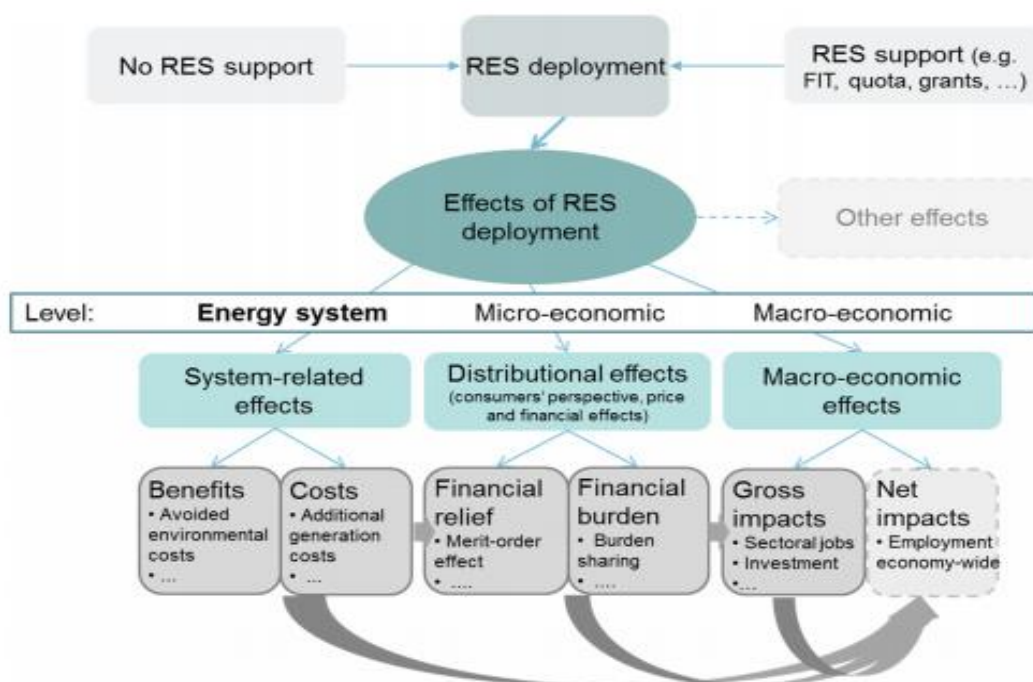 No RES support
RES deployment
RES support (e.g.
FIT, quota, grants, ...)
Effects of RES
deployment
Other effects
Level:
Energy system
Micro-economic
Macro-economic
System-related
effects
Distributional effects
(consumers' perspective, price
and financial effects)
Macro-economic
effects
Benefits
• Avoided
environmental
costs
• ...
Costs
• Additional
generation
costs
• ...
Financial
relief
• Merit-order
effect
• ....
Financial
burden
• Burden
sharing
• ....
Gross
impacts
• Sectoral jobs
• Investment
•...
Net
impacts
• Employment
economy-wide